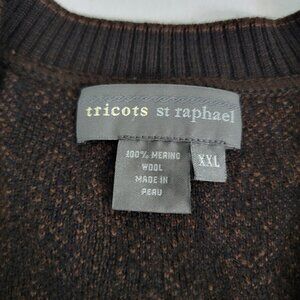 tricots st raphael
100% MERINO
WOOL
MADE IN
PERU
XXL